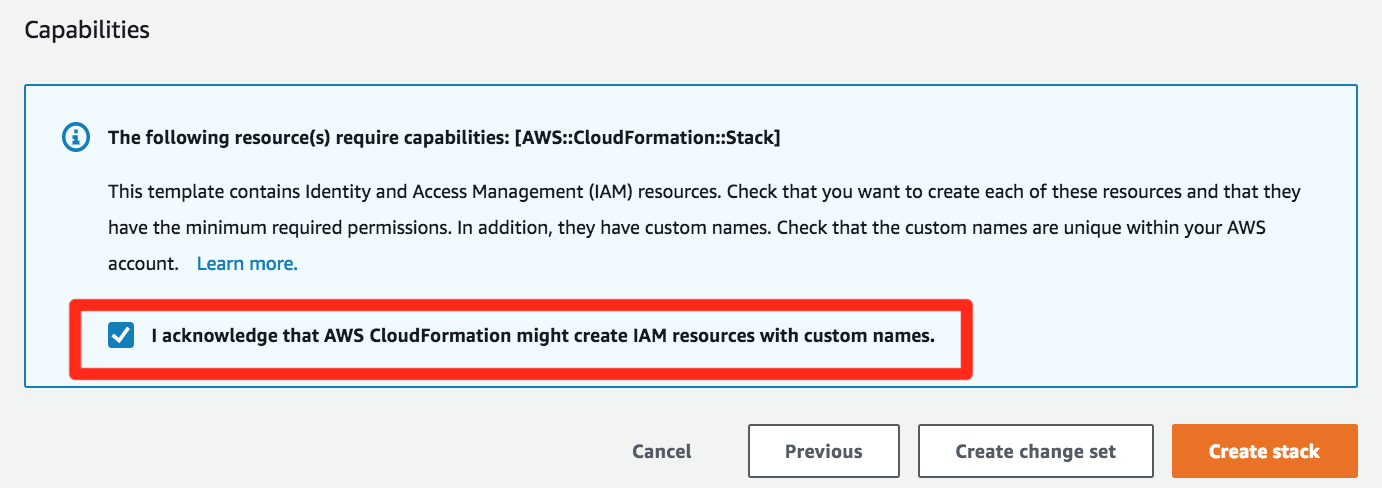 Capabilities
The following resource(s) require capabilities: [AWS::CloudFormation::Stack]
This template contains Identity and Access Management (IAM) resources. Check that you want to create each of these resources and that they
have the minimum required permissions. In addition, they have custom names. Check that the custom names are unique within your AWS
account. Learn more.
I acknowledge that AWS CloudFormation might create IAM resources with custom names.
Cancel Previous Create change set Create stack